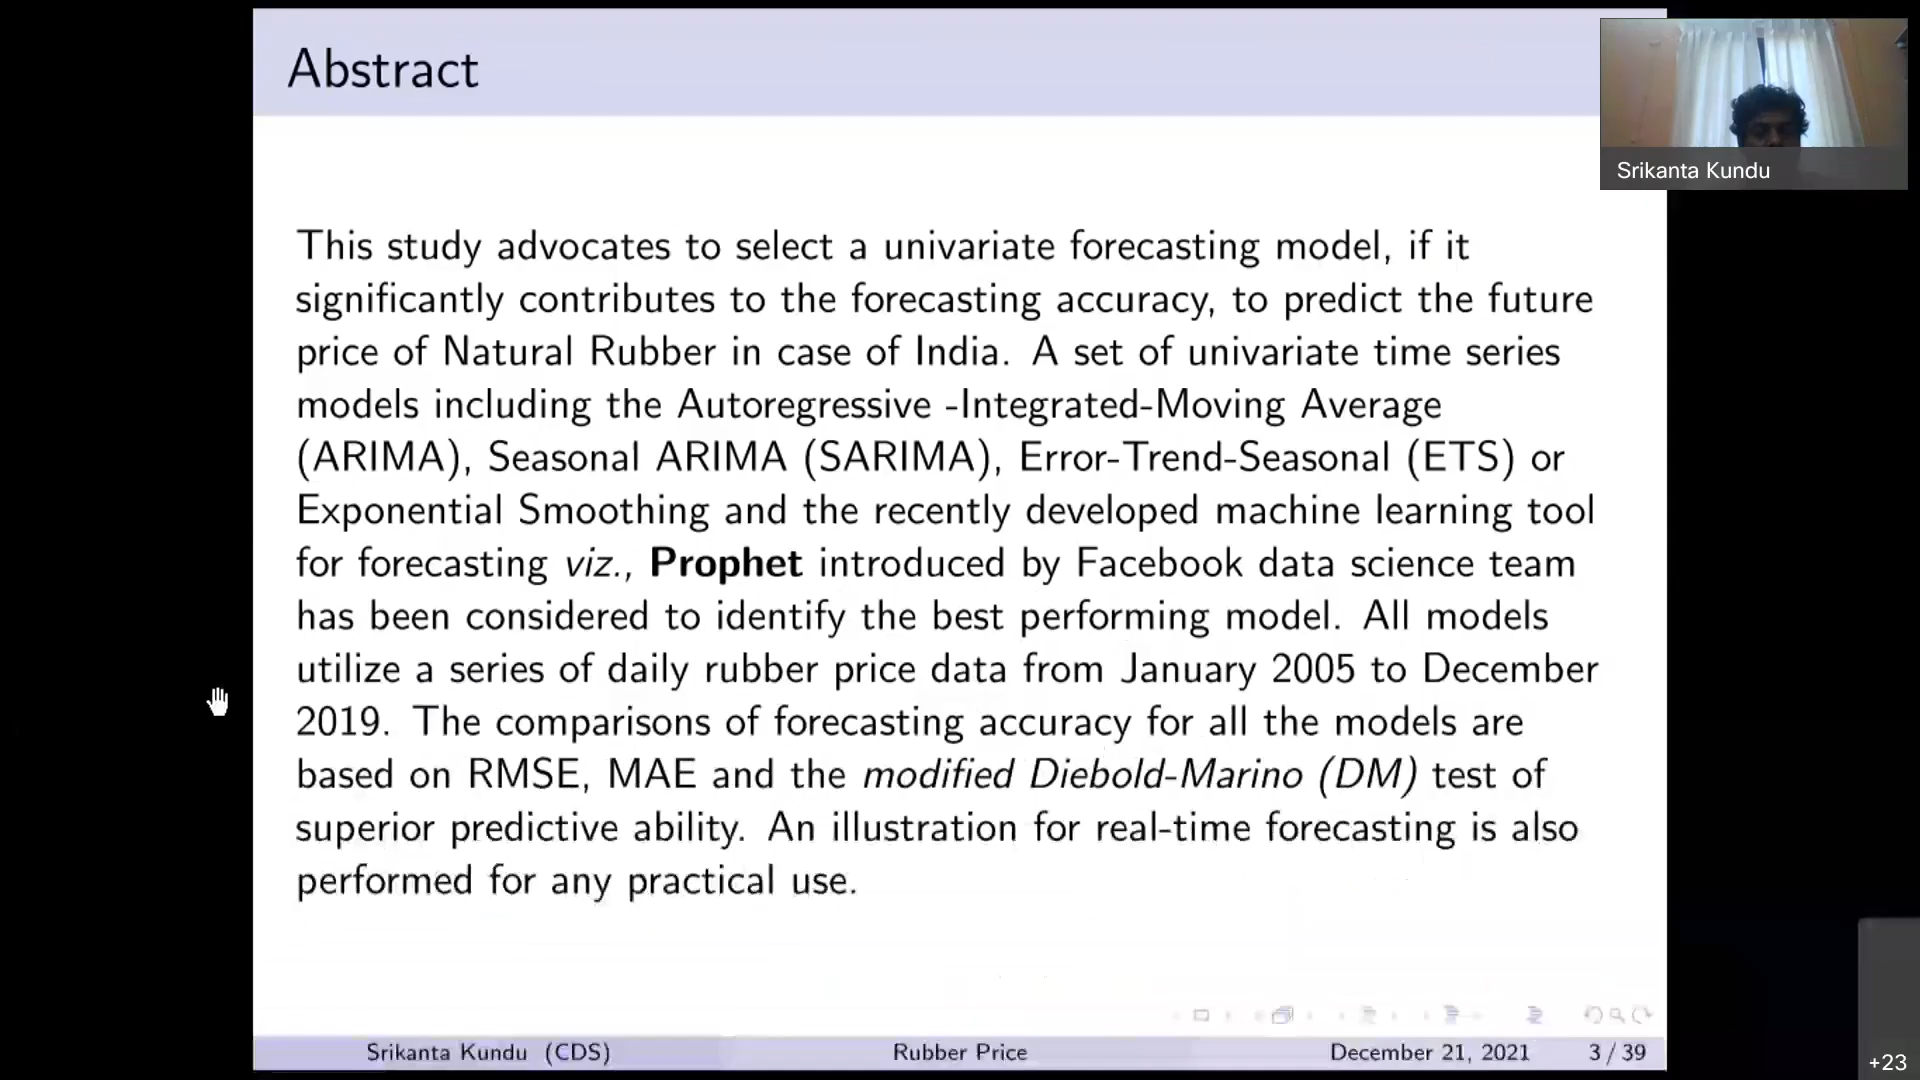 Abstract
Srikanta Kundu
This study advocates to select a univariate forecasting model, if it
significantly contributes to the forecasting accuracy, to predict the future
price of Natural Rubber in case of India. A set of univariate time series
models including the Autoregressive -Integrated-Moving Average
(ARIMA), Seasonal ARIMA (SARIMA), Error-Trend-Seasonal (ETS) or
Exponential Smoothing and the recently developed machine learning tool
for forecasting viz., Prophet introduced by Facebook data science team
has been considered to identify the best performing model. All models
utilize a series of daily rubber price data from January 2005 to December
2019. The comparisons of forecasting accuracy for all the models are
based on RMSE, MAE and the modified Diebold-Marino (DM) test of
superior predictive ability. An illustration for real-time forecasting is also
performed for any practical use.
Srikanta Kundu (CDS) Rubber Price December 21, 2021 3 / 39
+23